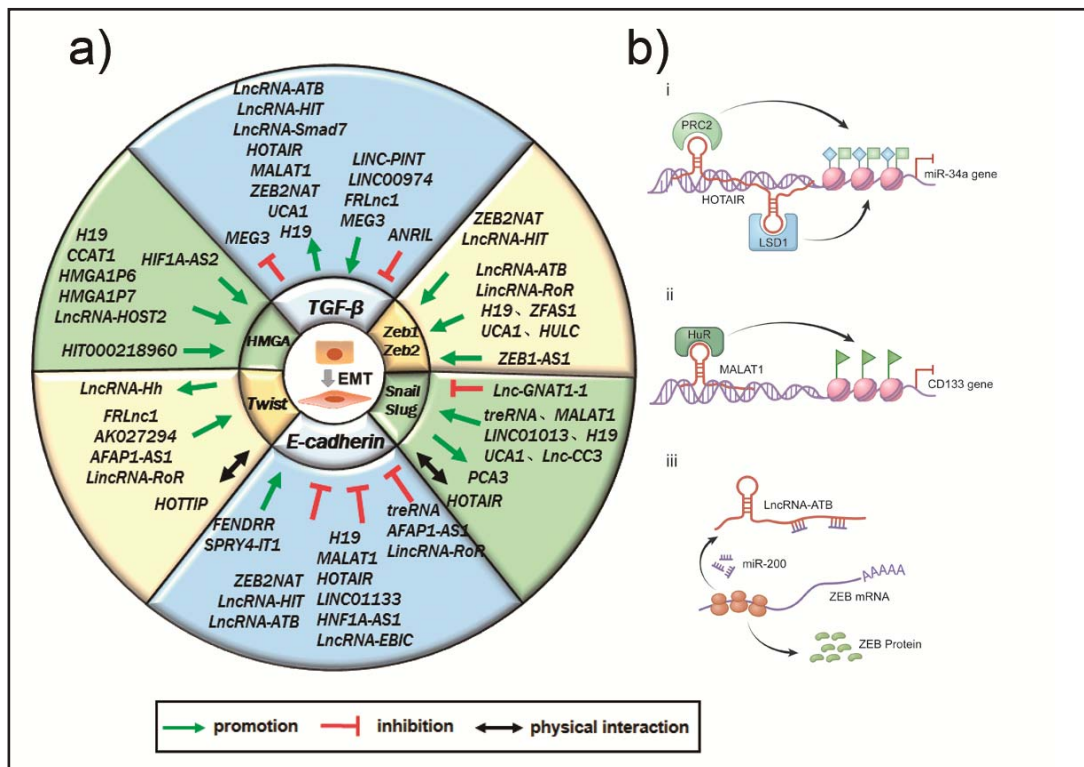 a)
LncRNA-ATB
LncRNA-HIT
LncRNA-Smad7
HOTAIR
MALAT1
ZEB2NAT
UCA1
H19
MEG3
LINC-PINT
LINC00974
FRLnc1
MEG3
ANRIL
TGF-β
ZEB2NAT
LncRNA-HIT
LncRNA-ATB
LincRNA-RoR
H19、ZFAS1
UCA1、HULC
ZEB1-AS1
Zeb1
Zeb2
Lnc-GNAT1-1
treRNA、MALAT1
LINC01013、H19
UCA1、Lnc-CC3
PCA3
HOTAIR
Snail
Slug
treRNA
AFAP1-AS1
LincRNA-RoR
H19
MALAT1
HOTAIR
LINC01133
HNF1A-AS1
LncRNA-EBIC
ZEB2NAT
LncRNA-HIT
LncRNA-ATB
FENDRR
SPRY4-IT1
E-cadherin
LncRNA-Hh
FRLnc1
AK027294
AFAP1-AS1
LincRNA-RoR
HOTTIP
Twist
H19
CCAT1
HMGA1P6
HMGA1P7
LncRNA-HOST2
HIF1A-AS2
HIT000218960
HMGA
EMT
promotion
inhibition
physical interaction
b)
i
PRC2
HOTAIR
LSD1
miR-34a gene
ii
HuR
MALAT1
CD133 gene
iii
LncRNA-ATB
miR-200
AAAAA
ZEB mRNA
ZEB Protein